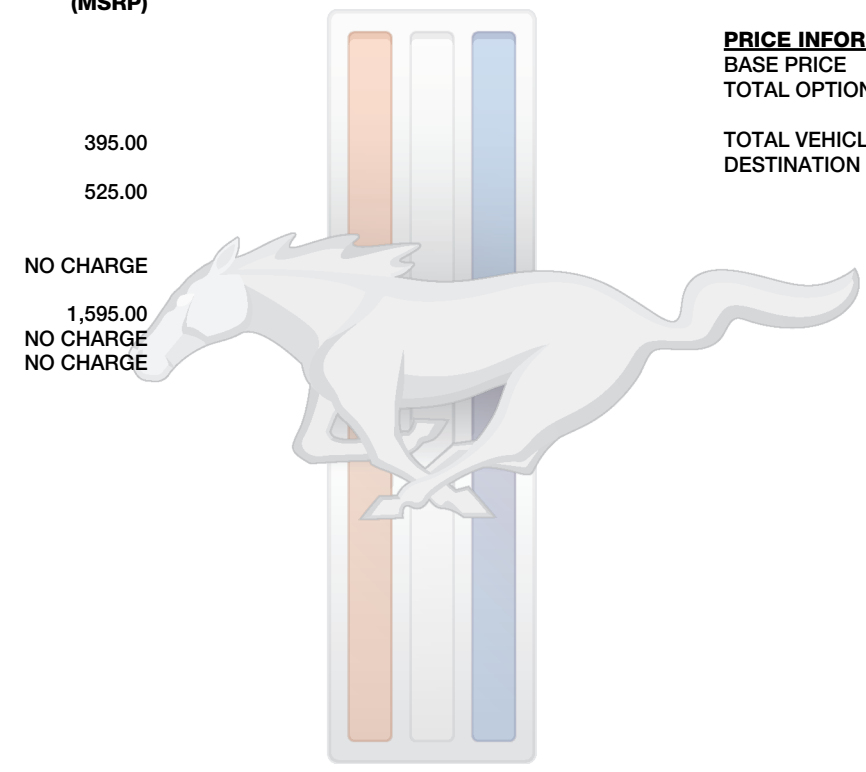 (MSRP)
395.00
525.00
NO CHARGE
1,595.00
NO CHARGE
NO CHARGE
PRICE INFOR
BASE PRICE
TOTAL OPTION
TOTAL VEHICL
DESTINATION